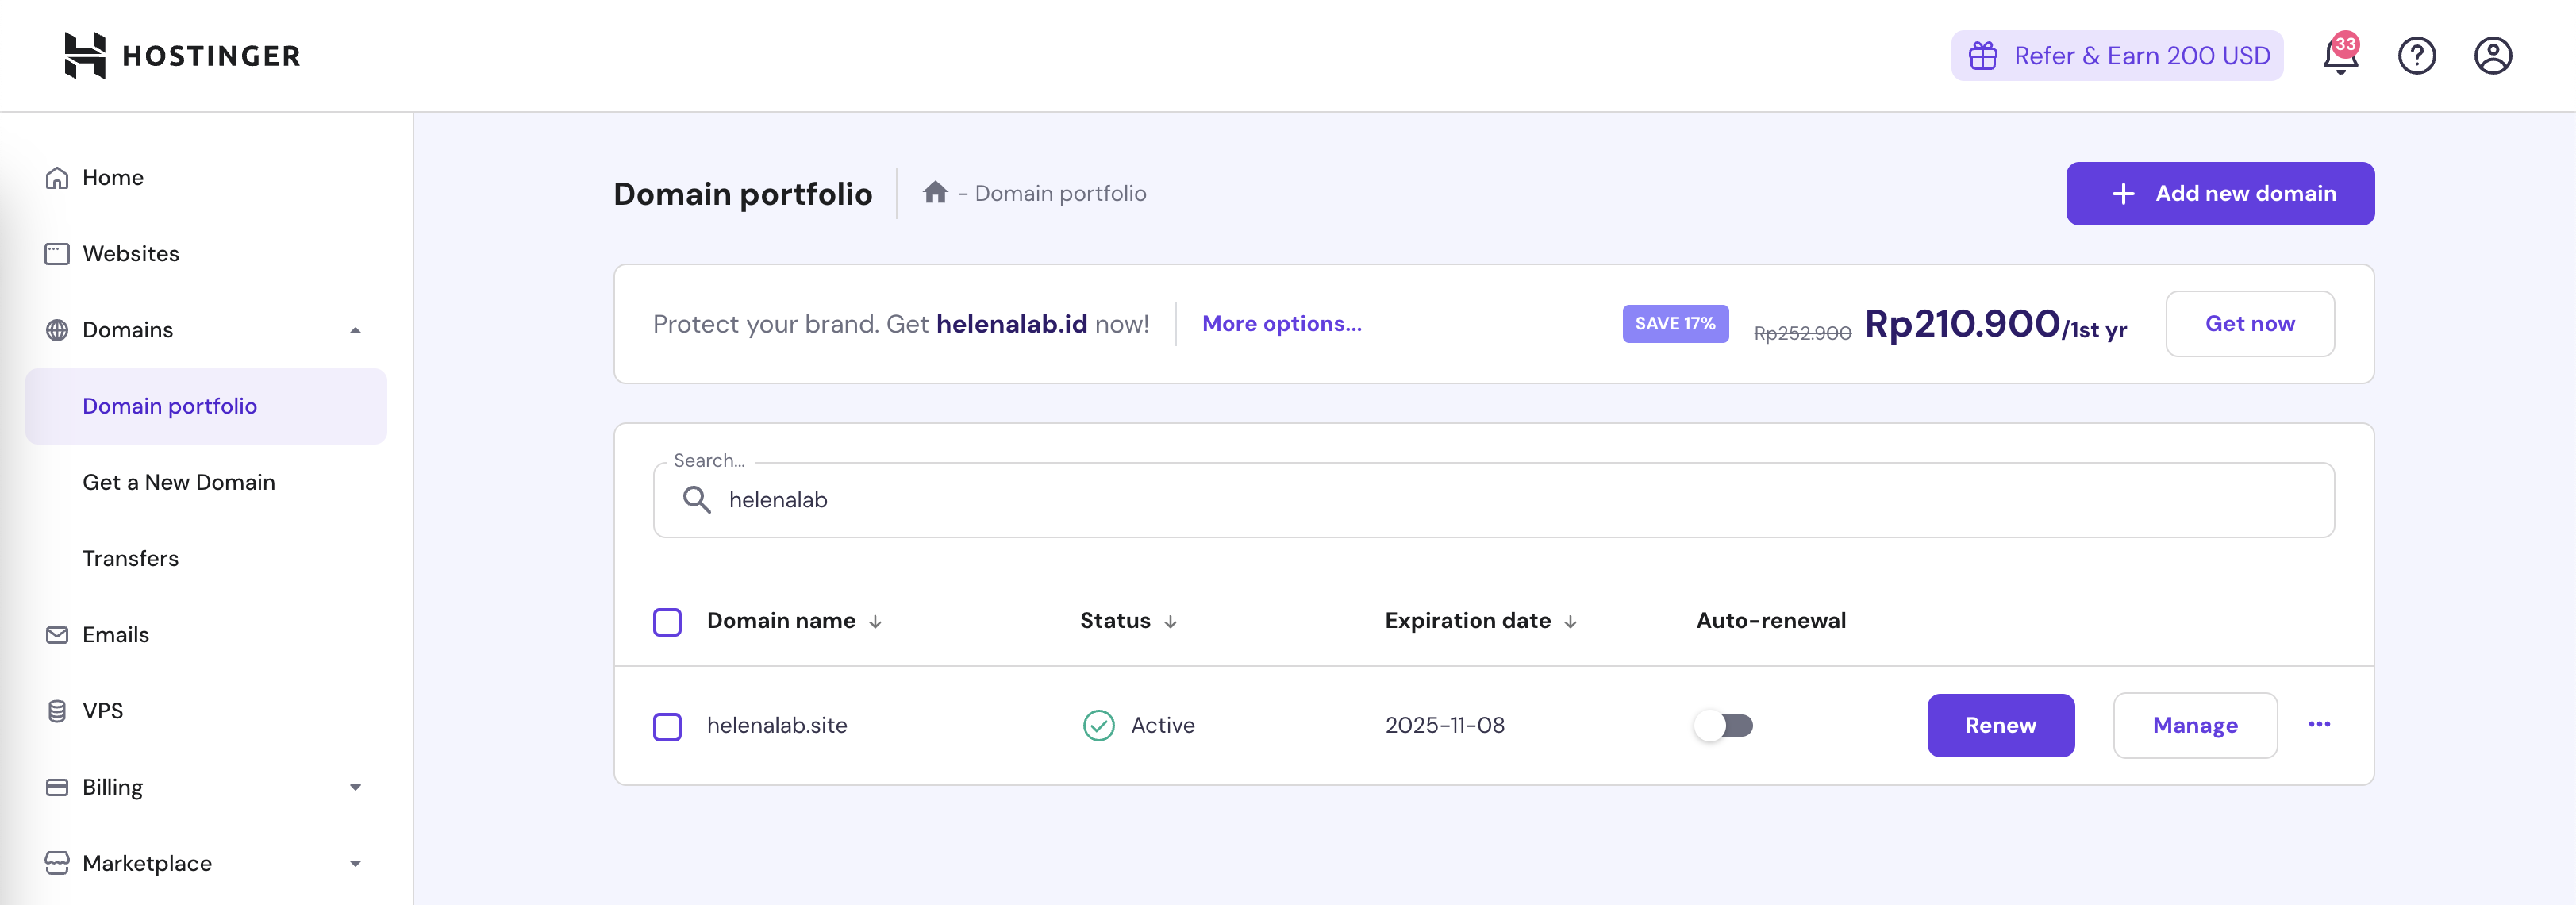 HOSTINGER
Refer & Earn 200 USD
33
Home
Websites
Domains
Domain portfolio
Get a New Domain
Transfers
Emails
VPS
Billing
Marketplace
Domain portfolio
– Domain portfolio
+ Add new domain
Protect your brand. Get helenalab.id now!
More options...
SAVE 17%
Rp252.900
Rp210.900/1st yr
Get now
Search...
helenalab
Domain name ↓
Status ↓
Expiration date ↓
Auto-renewal
helenalab.site
Active
2025-11-08
Renew
Manage